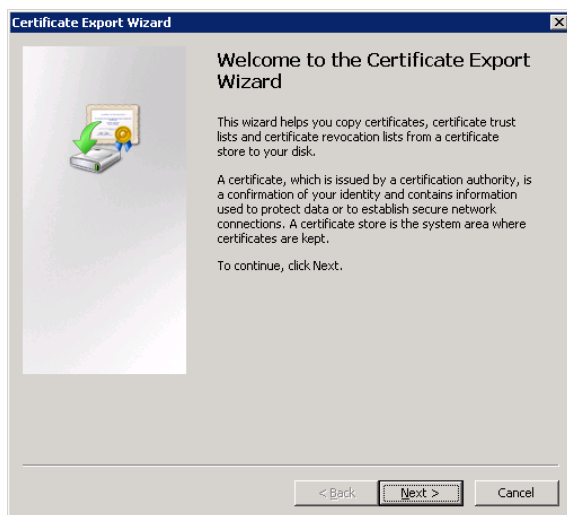 Certificate Export Wizard
Welcome to the Certificate Export
Wizard
This wizard helps you copy certificates, certificate trust
lists and certificate revocation lists from a certificate
store to your disk.
A certificate, which is issued by a certification authority, is
a confirmation of your identity and contains information
used to protect data or to establish secure network
connections. A certificate store is the system area where
certificates are kept.
To continue, click Next.
< Back Next > Cancel